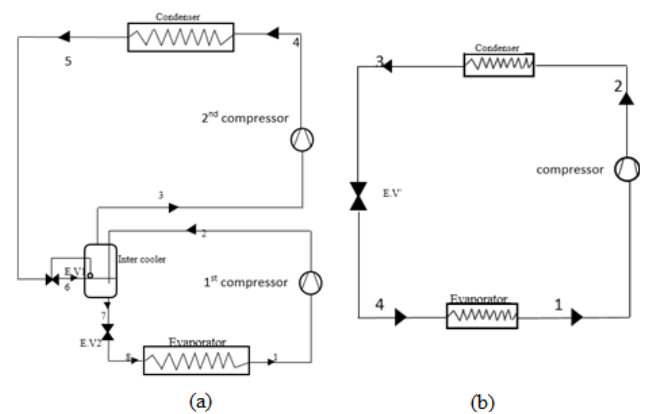 Condenser
5
4
2nd compressor
3
2
Inter cooler
E.V1
6
1st compressor
7
E.V2
Evaporator
8
1
(a)
Condenser
3
2
compressor
E.V
4
Evaporator
1
(b)